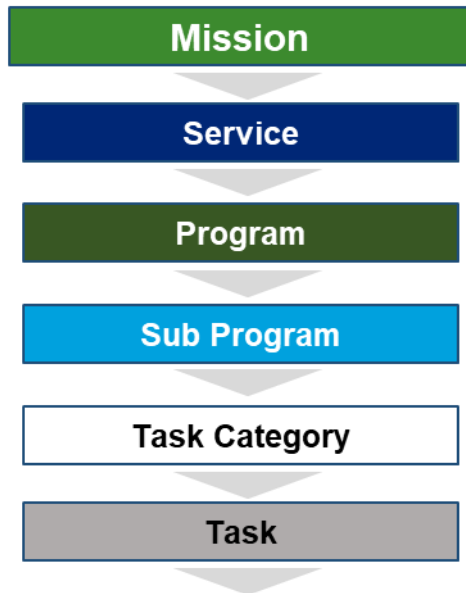 Mission
Service
Program
Sub Program
Task Category
Task